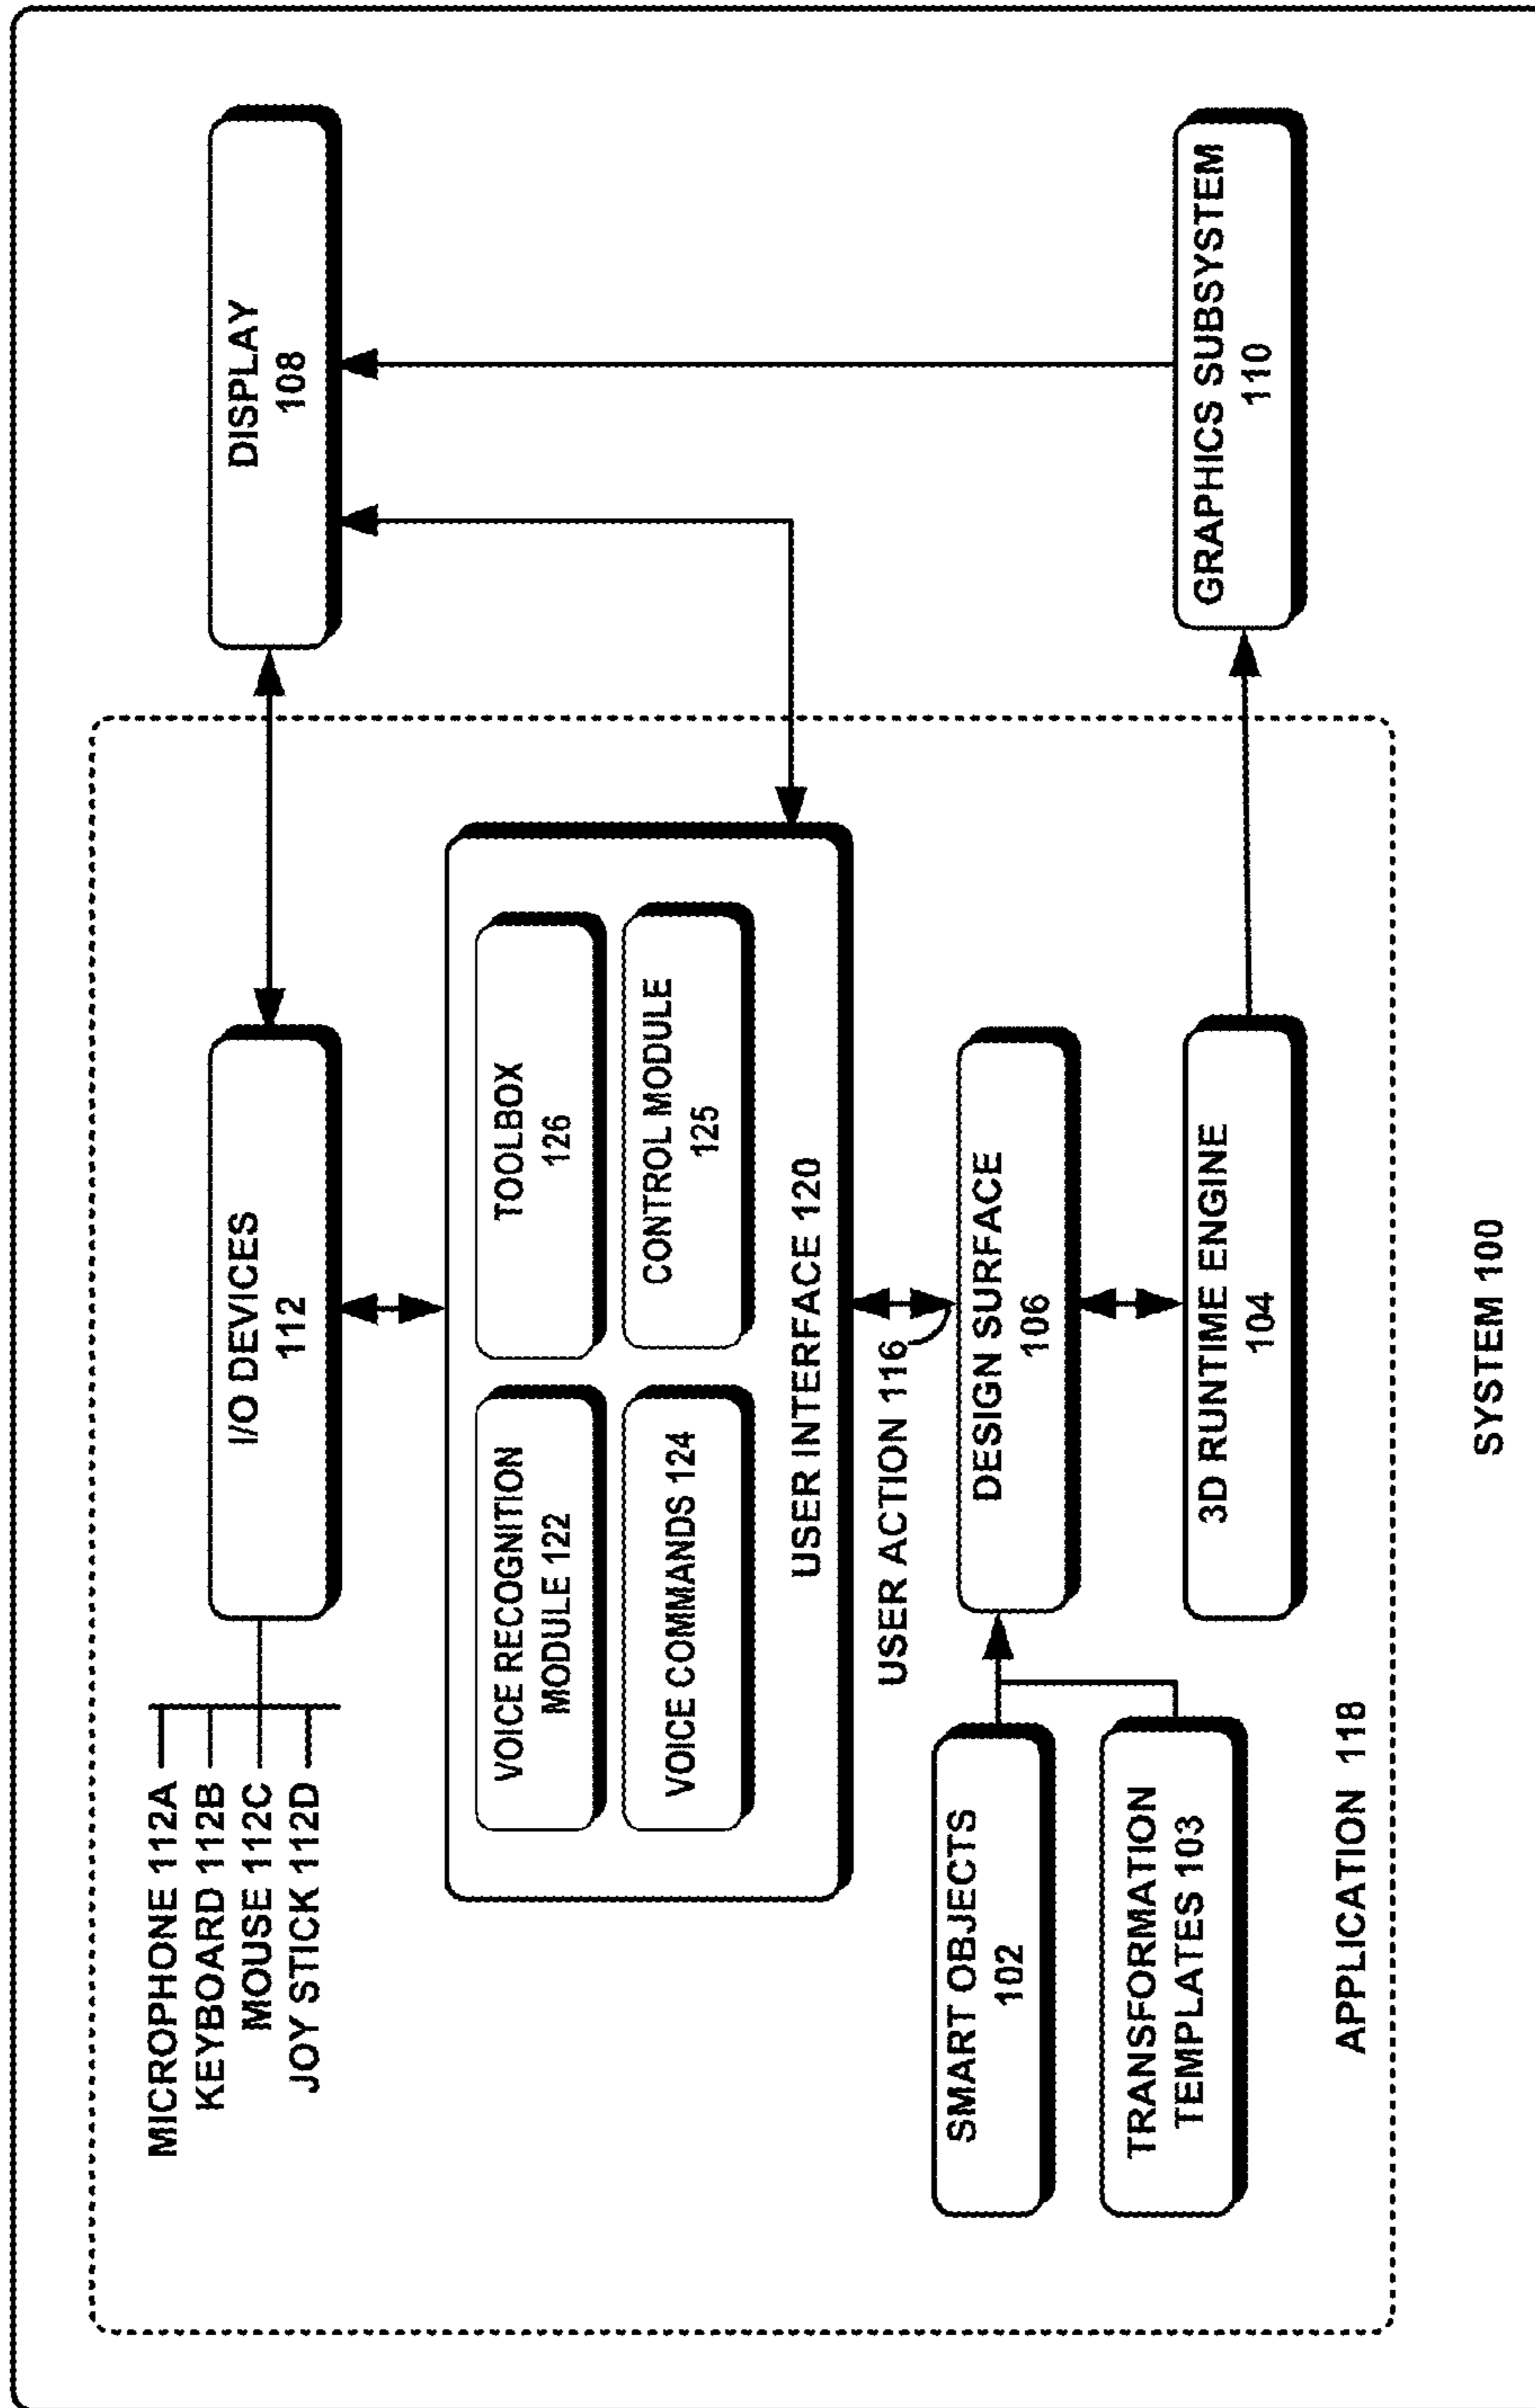 MICROPHONE 112A
KEYBOARD 112B
MOUSE 112C
JOY STICK 112D
I/O DEVICES
112
DISPLAY
108
VOICE RECOGNITION
MODULE 122
TOOLBOX
126
VOICE COMMANDS 124
CONTROL MODULE
125
USER INTERFACE 120
USER ACTION 116
SMART OBJECTS
102
DESIGN SURFACE
106
TRANSFORMATION
TEMPLATES 103
3D RUNTIME ENGINE
104
GRAPHICS SUBSYSTEM
110
APPLICATION 118
SYSTEM 100